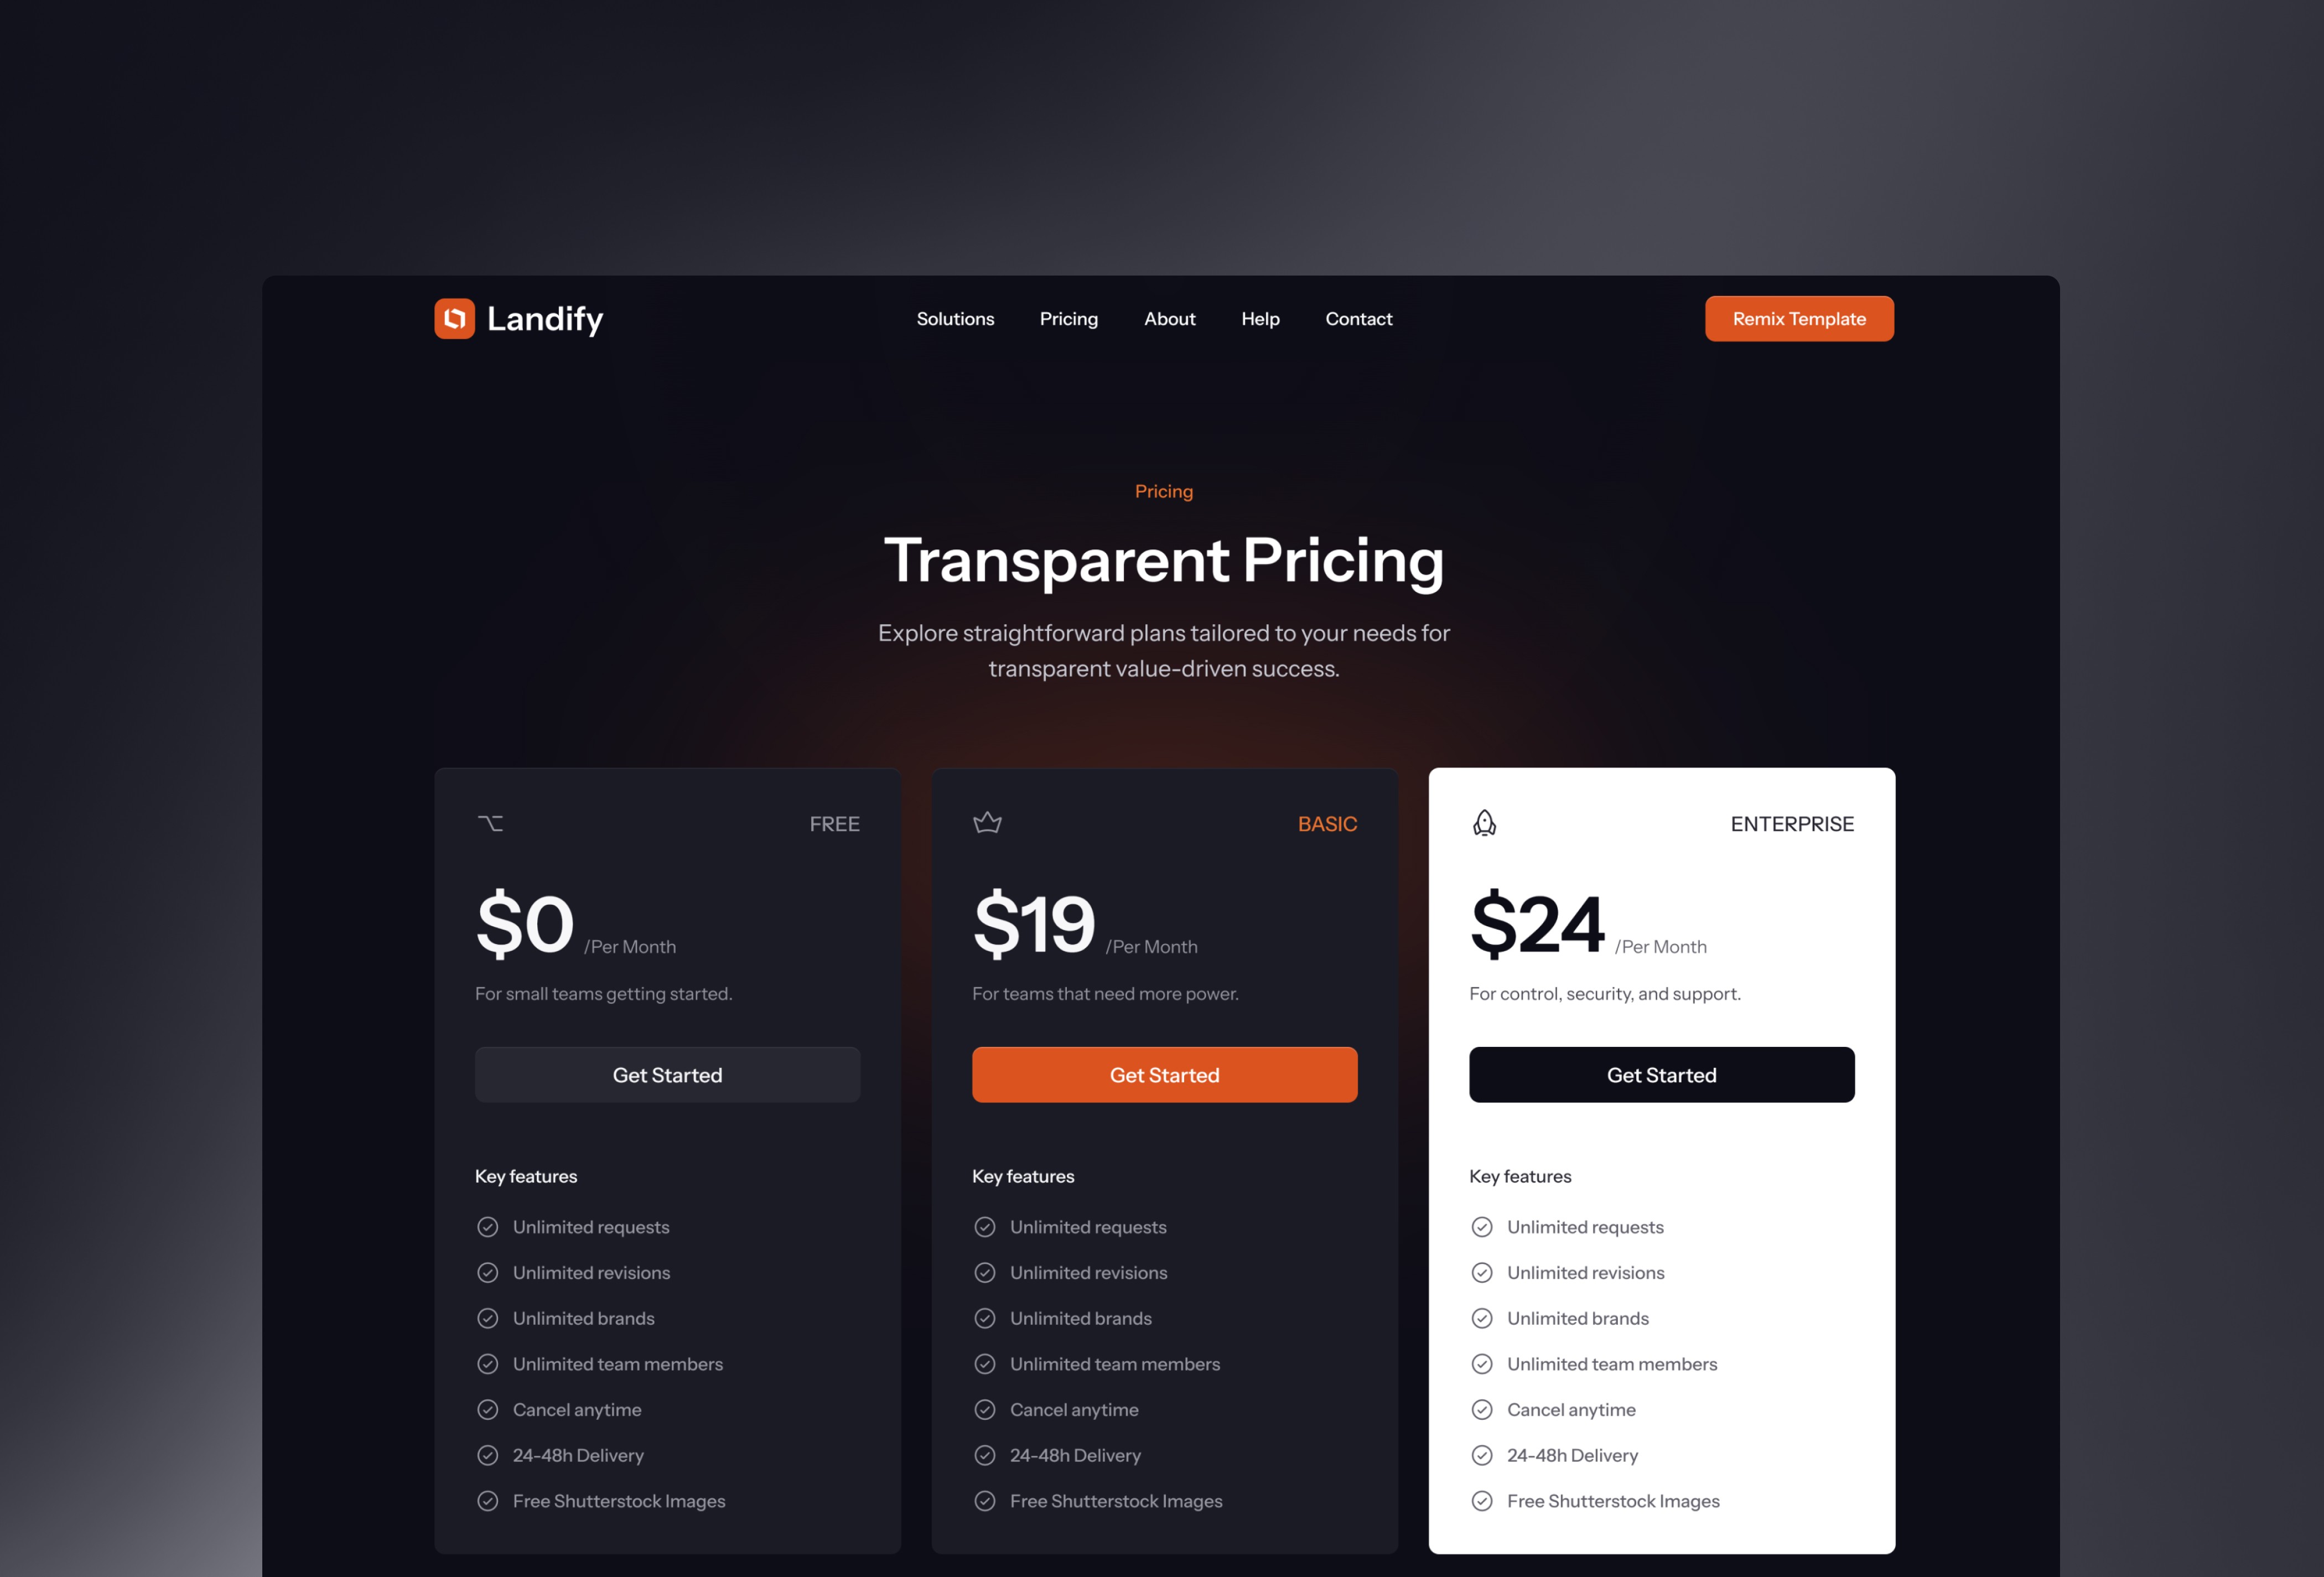 Landify
Solutions
Pricing
About
Help
Contact
Remix Template
Pricing
Transparent Pricing
Explore straightforward plans tailored to your needs for
transparent value-driven success.
FREE
$0 /Per Month
For small teams getting started.
Get Started
Key features
Unlimited requests
Unlimited revisions
Unlimited brands
Unlimited team members
Cancel anytime
24-48h Delivery
Free Shutterstock Images
BASIC
$19 /Per Month
For teams that need more power.
Get Started
Key features
Unlimited requests
Unlimited revisions
Unlimited brands
Unlimited team members
Cancel anytime
24-48h Delivery
Free Shutterstock Images
ENTERPRISE
$24 /Per Month
For control, security, and support.
Get Started
Key features
Unlimited requests
Unlimited revisions
Unlimited brands
Unlimited team members
Cancel anytime
24-48h Delivery
Free Shutterstock Images